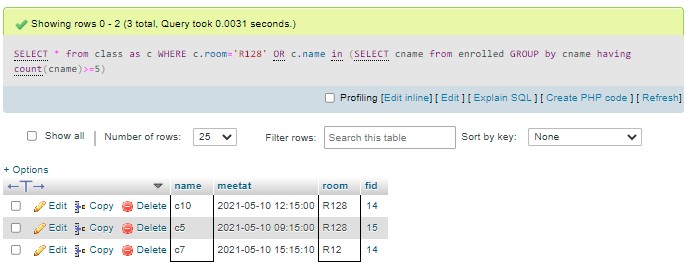 Showing rows 0 - 2 (3 total, Query took 0.0031 seconds.)
SELECT * from class as c WHERE c.room='R128' OR c.name in (SELECT cname from enrolled GROUP by cname having
count(cname)>=5)
Profiling [Edit inline] [ Edit ] [ Explain SQL ] [ Create PHP code ] [ Refresh]
Show all Number of rows: 25 Filter rows: Search this table Sort by key: None
+ Options
name meetat room fid
Edit Copy Delete c10 2021-05-10 12:15:00 R128 14
Edit Copy Delete c5 2021-05-10 09:15:00 R128 15
Edit Copy Delete c7 2021-05-10 15:15:10 R12 14